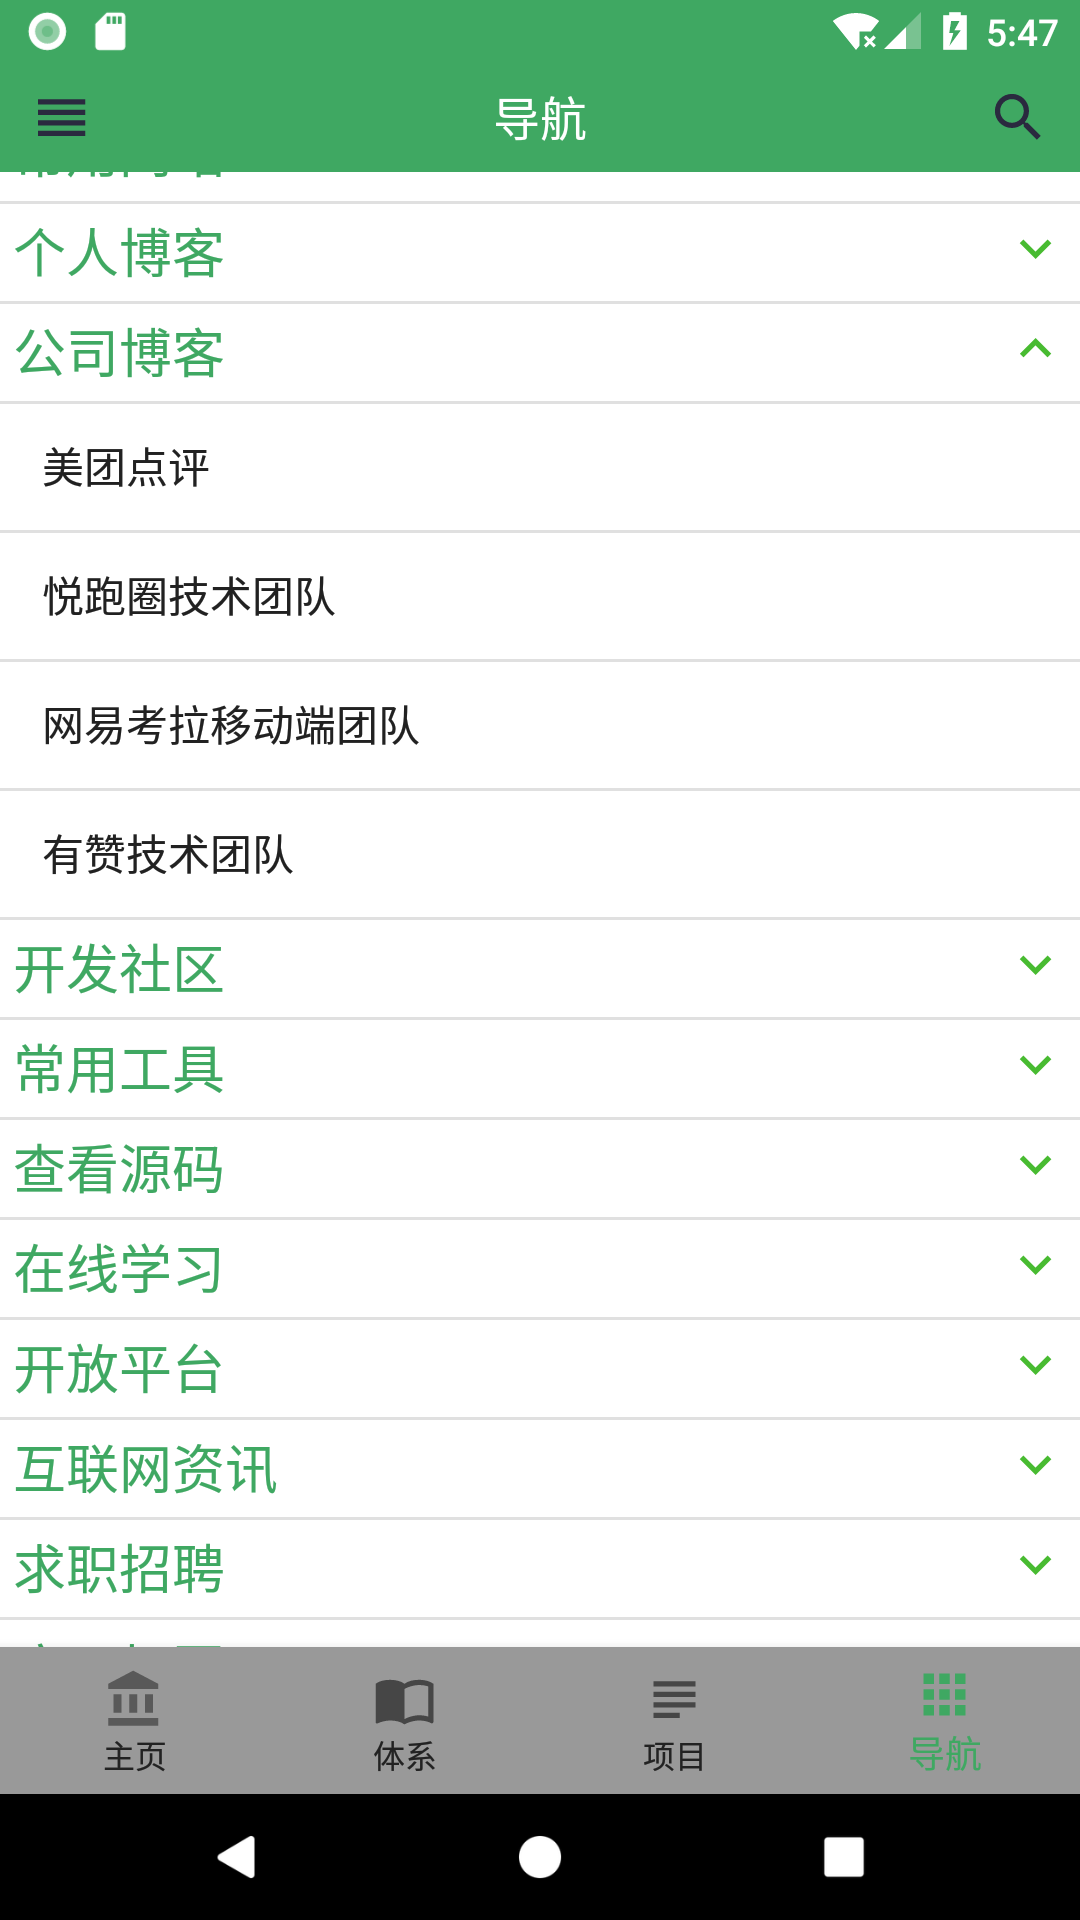 5:47
导航
个人博客
公司博客
美团点评
悦跑圈技术团队
网易考拉移动端团队
有赞技术团队
开发社区
常用工具
查看源码
在线学习
开放平台
互联网资讯
求职招聘
主页
体系
项目
导航